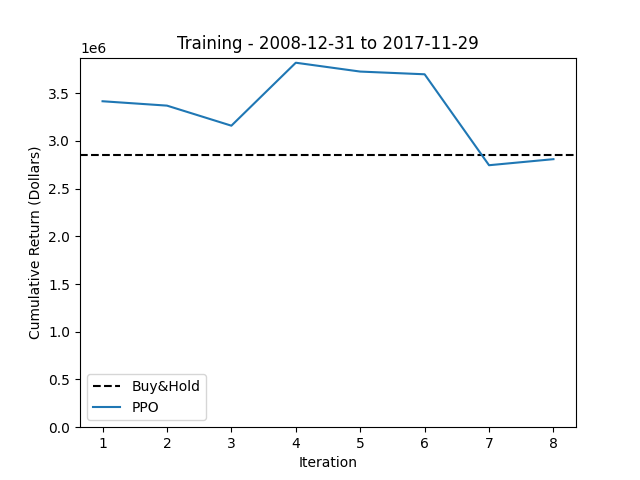 Training - 2008-12-31 to 2017-11-29
1e6
3.5
3.0
2.5
2.0
1.5
1.0
0.5
0.0
Cumulative Return (Dollars)
Buy&Hold
PPO
1 2 3 4 5 6 7 8
Iteration